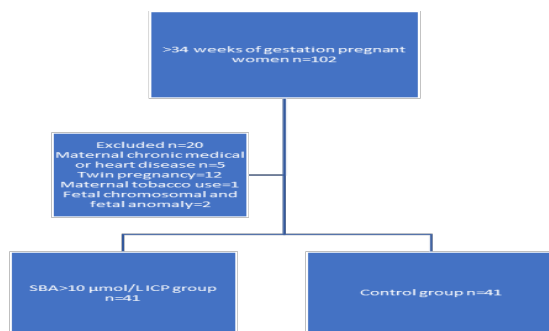 >34 weeks of gestation pregnant
women n=102
Excluded n=20
Maternal chronic medical
or heart disease n=5
Twin pregnancy=12
Maternal tobacco use=1
Fetal chromosomal and
fetal anomaly=2
SBA>10 µmol/L ICP group
n=41
Control group n=41